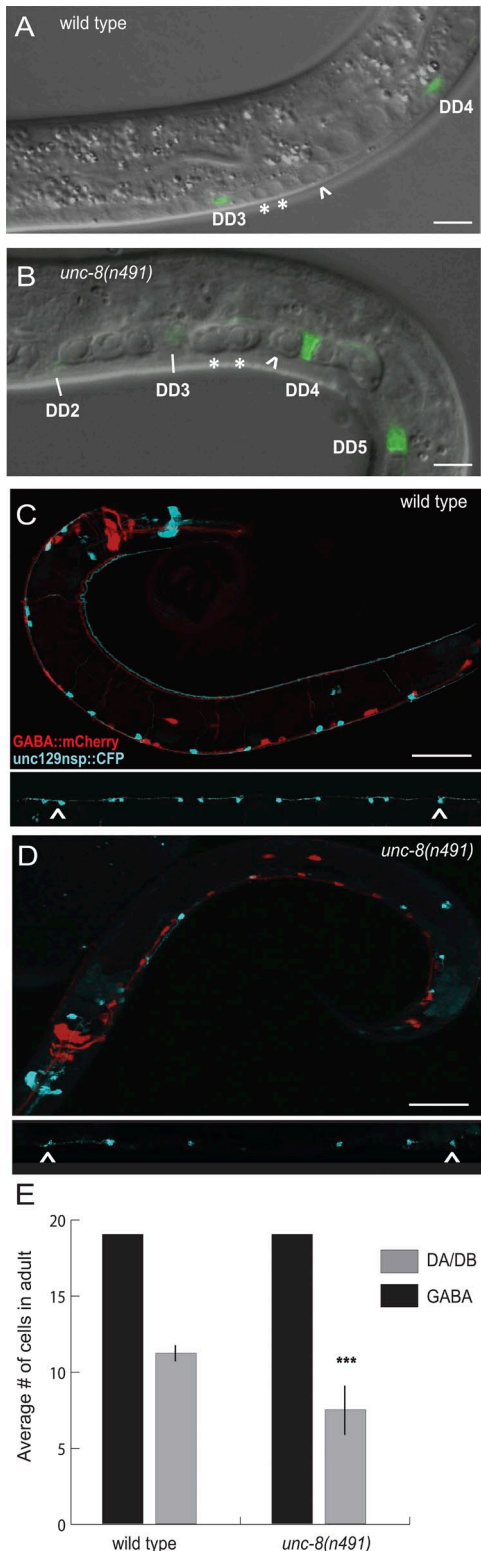 A
wild type
DD4
DD3
* *
^
B
unc-8(n491)
* *
^
DD3
DD4
DD2
DD5
C
wild type
GABA::mCherry
unc129nsp::CFP
^ ^
D
unc-8(n491)
^ ^
E
20
15
10
5
0
Average # of cells in adult
DA/DB
GABA
***
wild type
unc-8(n491)